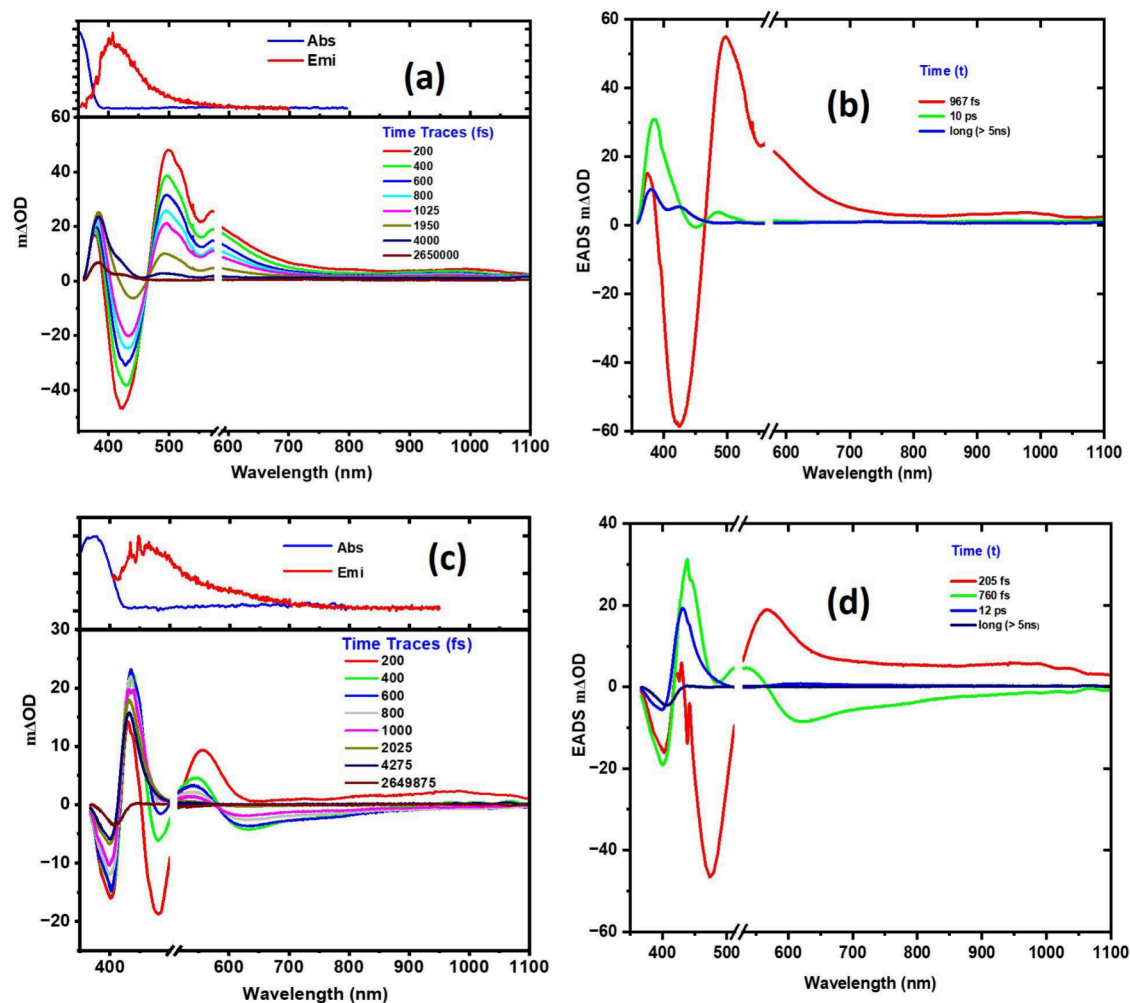 Abs
Emi
(a)
60
40
20
0
−20
−40
mΔOD
Time Traces (fs)
200
400
600
800
1025
1950
4000
2650000
400 500 600 700 800 900 1000 1100
Wavelength (nm)
60
40
20
0
−20
−40
−60
EADS mΔOD
(b)
Time (t)
967 fs
10 ps
long (> 5ns)
400 500 600 700 800 900 1000 1100
Wavelength (nm)
Abs
Emi
(c)
30
20
10
0
−10
−20
mΔOD
Time Traces (fs)
200
400
600
800
1000
2025
4275
2649875
400 600 700 800 900 1000 1100
Wavelength (nm)
40
20
0
−20
−40
−60
EADS mΔOD
(d)
Time (t)
205 fs
760 fs
12 ps
long (> 5ns)
400 500 600 700 800 900 1000 1100
Wavelength (nm)